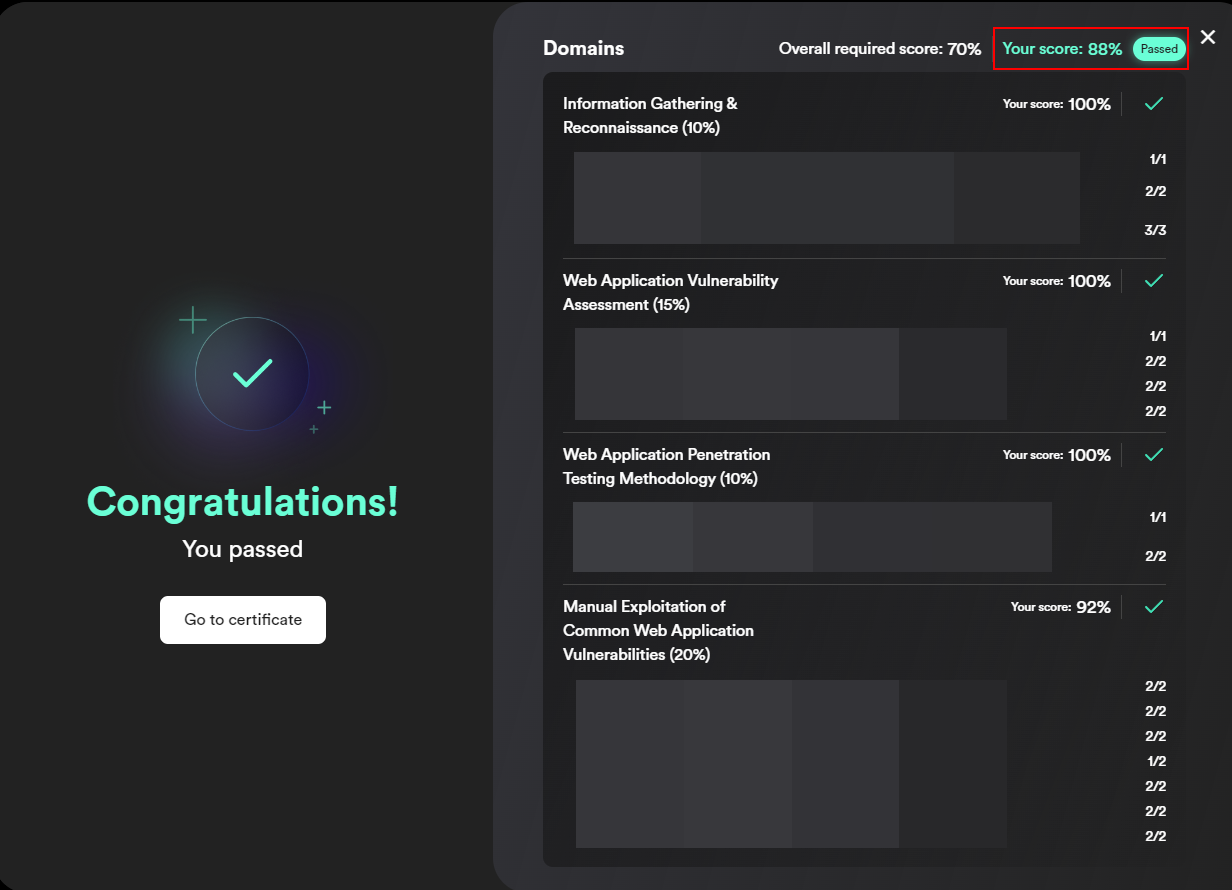 Domains
Overall required score: 70%
Your score: 88%
Passed
Information Gathering &
Reconnaissance (10%)
Your score: 100%
1/1
2/2
3/3
Web Application Vulnerability
Assessment (15%)
Your score: 100%
1/1
2/2
2/2
2/2
Web Application Penetration
Testing Methodology (10%)
Your score: 100%
1/1
2/2
Manual Exploitation of
Common Web Application
Vulnerabilities (20%)
Your score: 92%
2/2
2/2
2/2
1/2
2/2
2/2
2/2
Congratulations!
You passed
Go to certificate